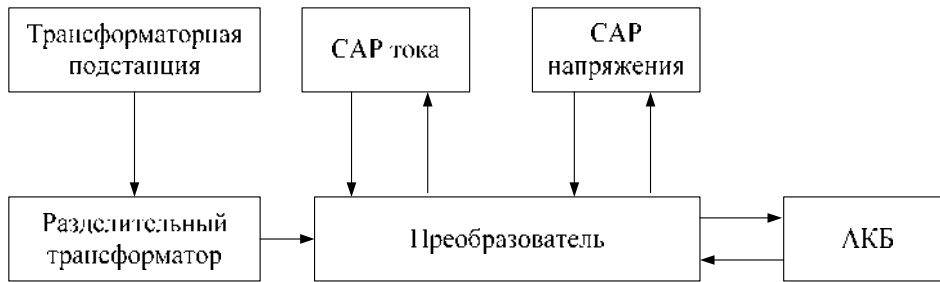 Трансформаторная
подстанция
САР тока
САР
напряжения
Разделительный
трансформатор
Преобразователь
АКБ